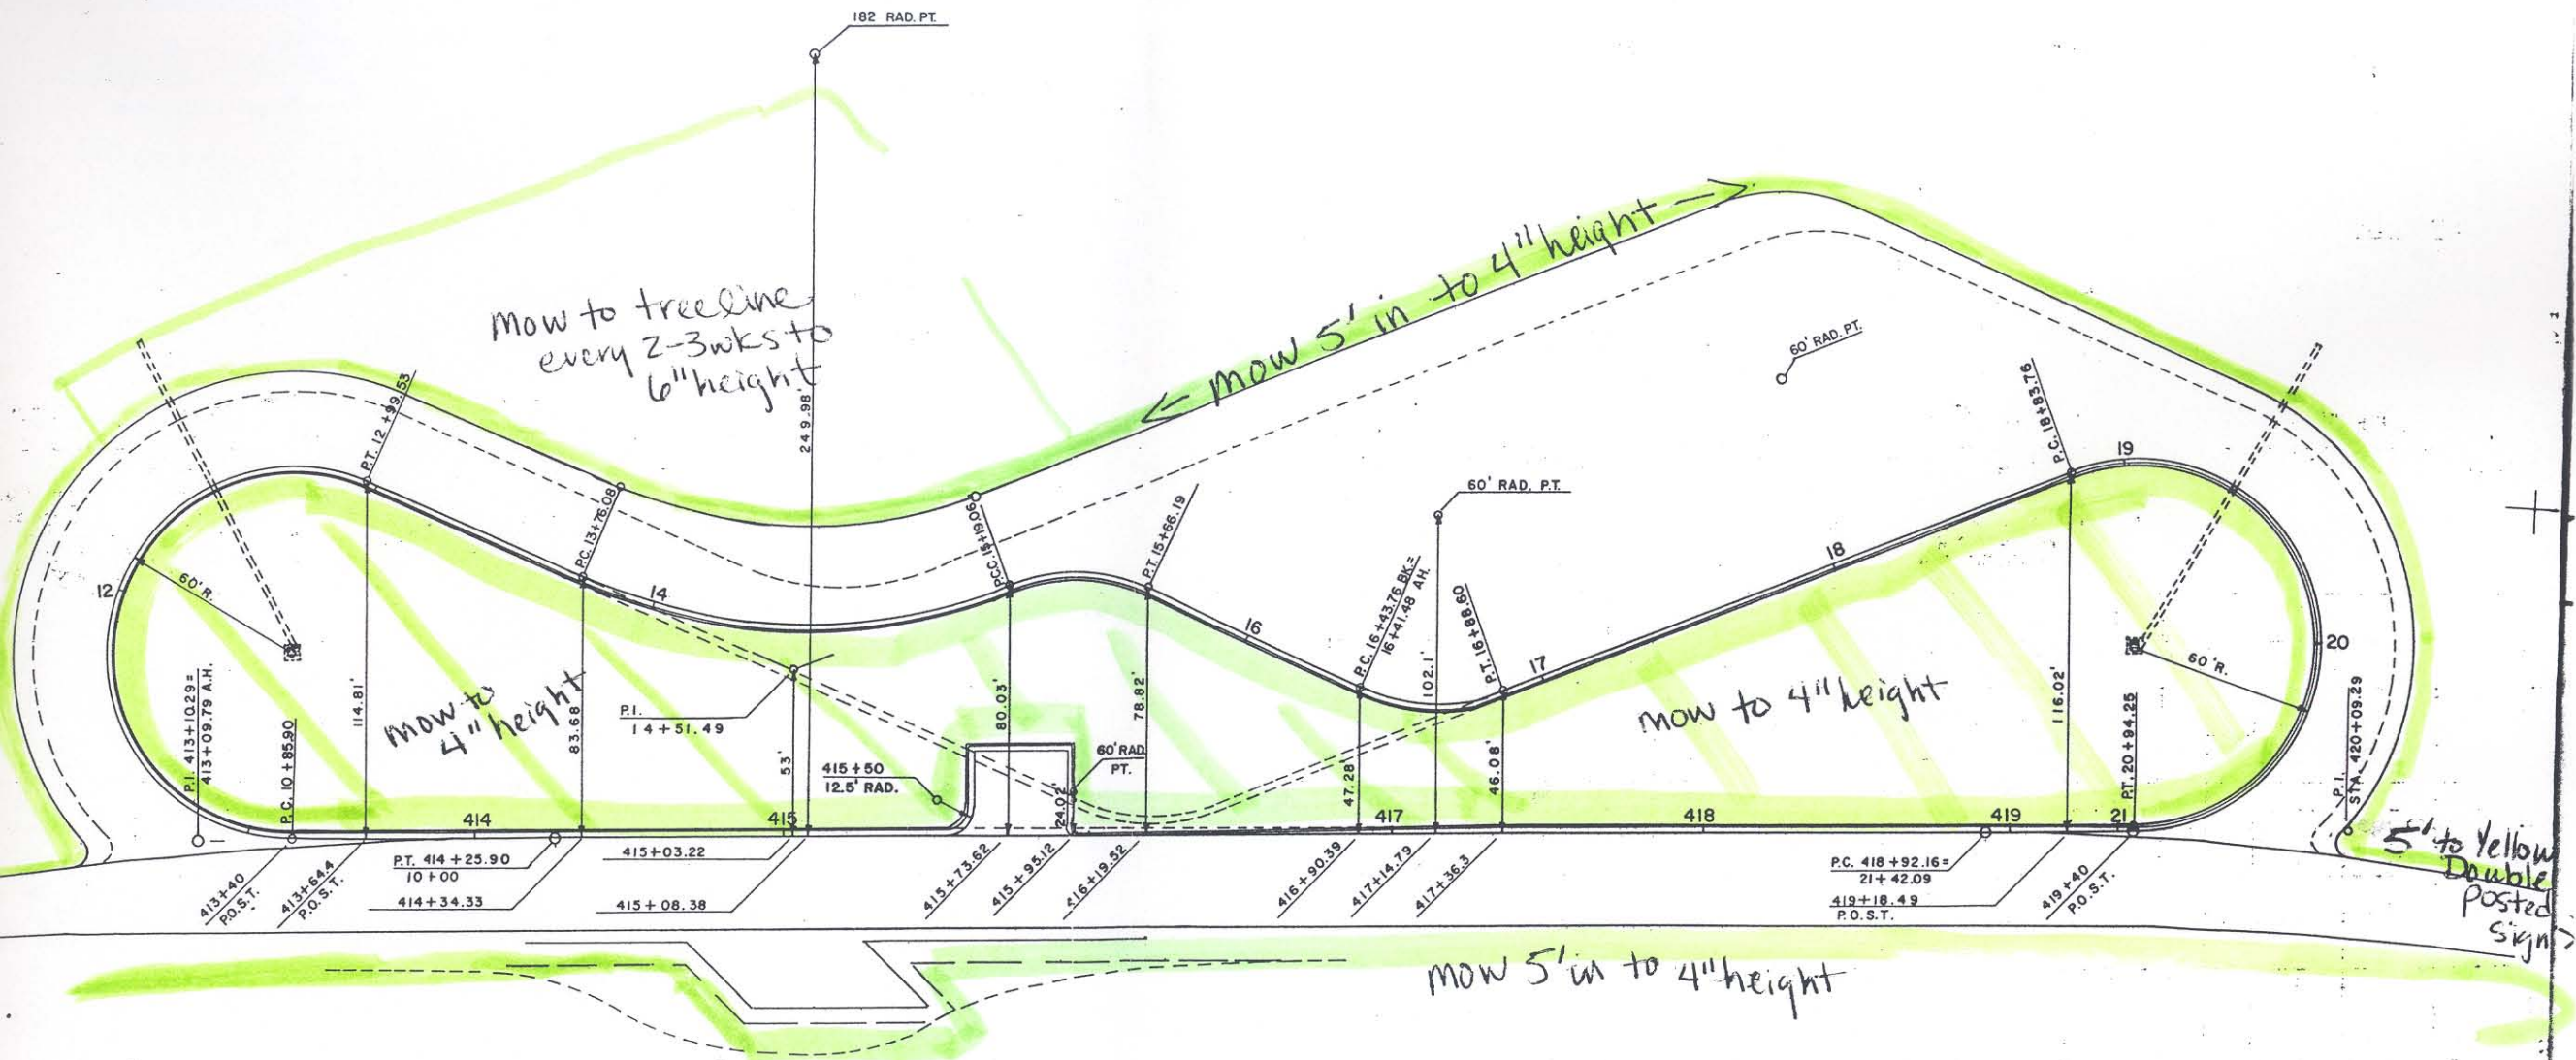 182 RAD. PT.
Mow to treeline
every 2-3wks to
6" height
249.98'
← mow 5' in to 4" height →
60' RAD. PT.
60' RAD. PT.
P.T. 12 +99.53
P.C. 13+76.08
P.C.C. 15+19.06
P.T. 15+66.19
P.C. 16+43.76 BK.=
16+41.48 AH.
P.T. 16+88.60
P.C. 18+83.76
12
14
16
17
18
19
20
21
60' R.
60' R.
P.I. 413+10.29=
413+09.79 A.H.
P.C. 10+85.90
114.81'
mow to
4" height
83.68'
P.I.
14+51.49
53'
415+50
12.5' RAD.
80.03'
24.02'
60' RAD.
PT.
78.82'
47.28'
102.1'
46.08'
mow to 4" height
116.02'
P.T. 20+94.25
P.I.
STA. 420+09.29
414
415
417
418
419
413+40
P.O.S.T.
413+64.4
P.O.S.T.
P.T. 414+25.90
10+00
414+34.33
415+03.22
415+08.38
415+73.62
415+95.12
416+19.52
416+90.39
417+14.79
417+36.3
P.C. 418+92.16=
21+42.09
419+18.49
P.O.S.T.
419+40
P.O.S.T.
5' to Yellow
Double
posted
sign >
mow 5' in to 4" height